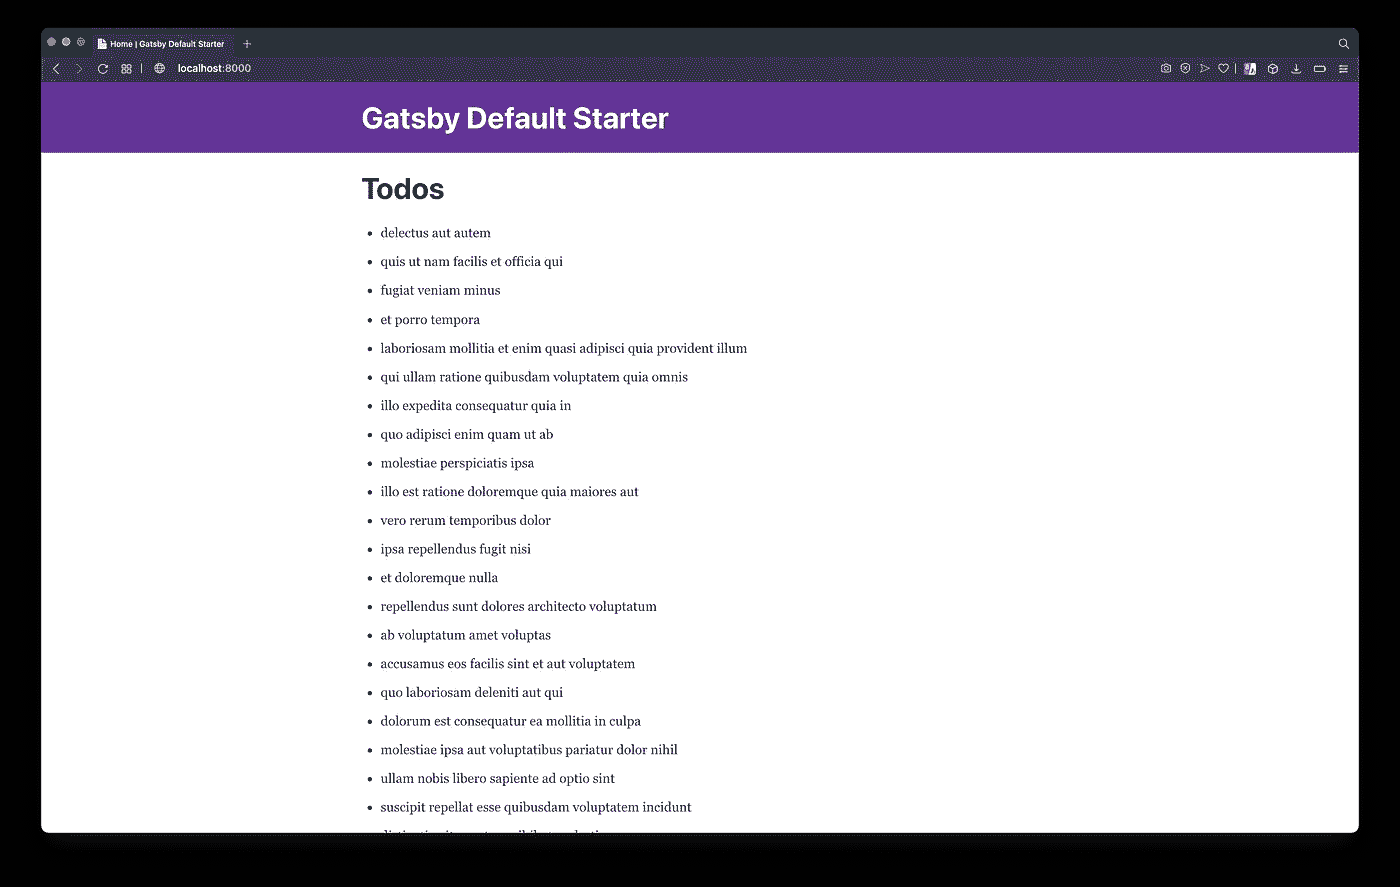 Home | Gatsby Default Starter
localhost:8000
Gatsby Default Starter
Todos
delectus aut autem
quis ut nam facilis et officia qui
fugiat veniam minus
et porro tempora
laboriosam mollitia et enim quasi adipisci quia provident illum
qui ullam ratione quibusdam voluptatem quia omnis
illo expedita consequatur quia in
quo adipisci enim quam ut ab
molestiae perspiciatis ipsa
illo est ratione doloremque quia maiores aut
vero rerum temporibus dolor
ipsa repellendus fugit nisi
et doloremque nulla
repellendus sunt dolores architecto voluptatum
ab voluptatum amet voluptas
accusamus eos facilis sint et aut voluptatem
quo laboriosam deleniti aut qui
dolorum est consequatur ea mollitia in culpa
molestiae ipsa aut voluptatibus pariatur dolor nihil
ullam nobis libero sapiente ad optio sint
suscipit repellat esse quibusdam voluptatem incidunt